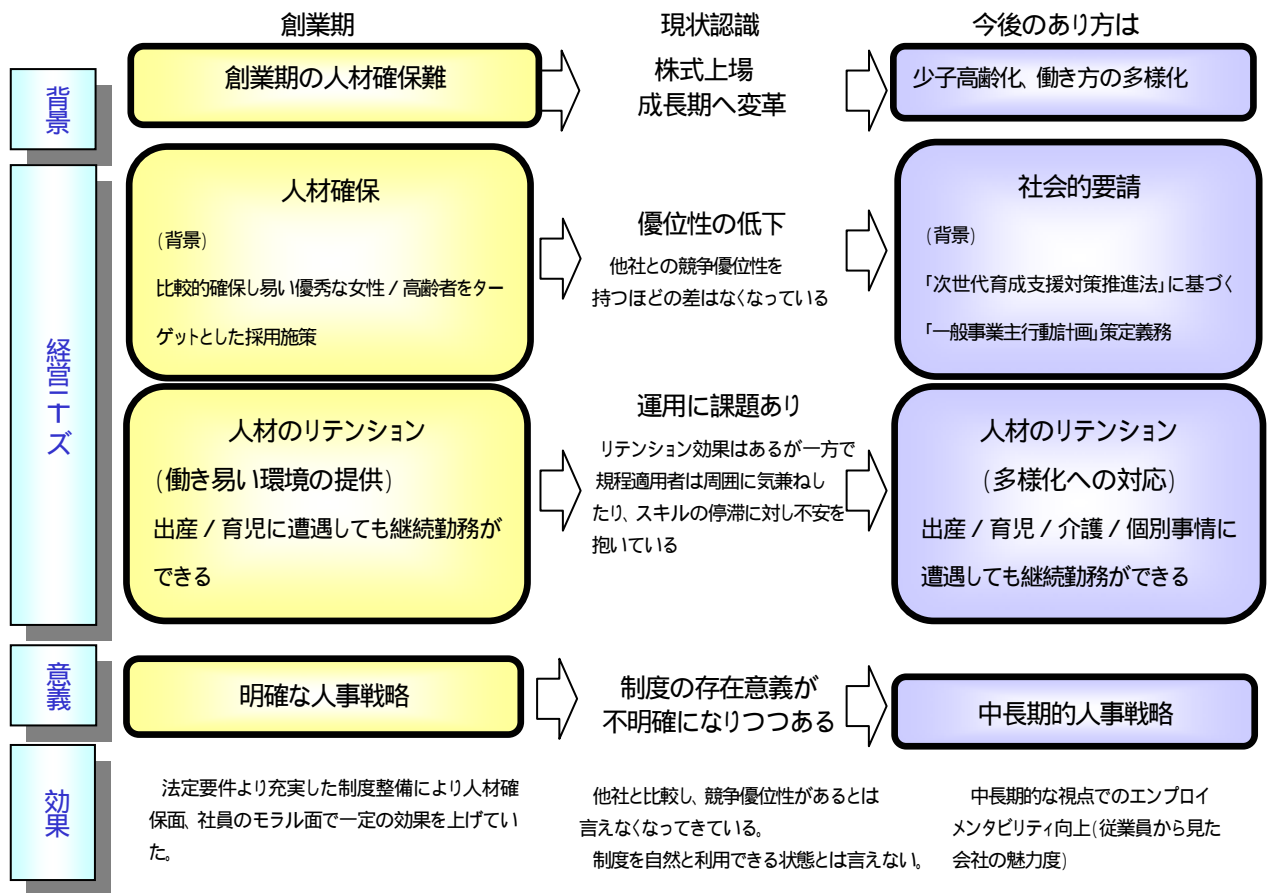 創業期
現状認識
今後のあり方は
背景
創業期の人材確保難
株式上場
成長期へ変革
少子高齢化、働き方の多様化
経営ニーズ
人材確保
(背景)
比較的確保し易い優秀な女性/高齢者をター
ゲットとした採用施策
優位性の低下
他社との競争優位性を
持つほどの差はなくなっている
社会的要請
(背景)
「次世代育成支援対策推進法」に基づく
「一般事業主行動計画」策定義務
人材のリテンション
(働き易い環境の提供)
出産/育児に遭遇しても継続勤務が
できる
運用に課題あり
リテンション効果はあるが一方で
規程適用者は周囲に気兼ねし
たり、スキルの停滞に対し不安を
抱いている
人材のリテンション
(多様化への対応)
出産/育児/介護/個別事情に
遭遇しても継続勤務ができる
意義
明確な人事戦略
制度の存在意義が
不明確になりつつある
中長期的人事戦略
効果
法定要件より充実した制度整備により人材確
保面、社員のモラル面で一定の効果を上げてい
た。
他社と比較し、競争優位性があるとは
言えなくなってきている。
制度を自然と利用できる状態とは言えない。
中長期的な視点でのエンプロイ
メンタビリティ向上(従業員から見た
会社の魅力度)